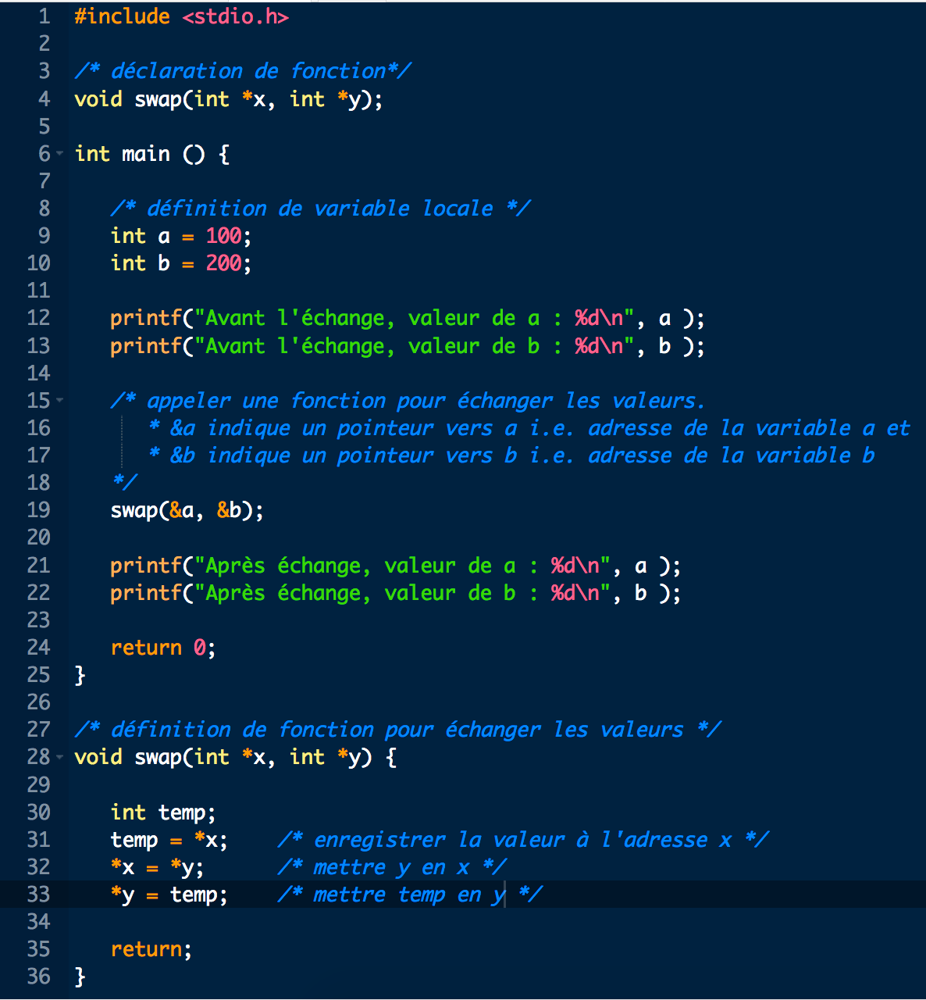 1 #include <stdio.h>
2
3 /* déclaration de fonction*/
4 void swap(int *x, int *y);
5
6 int main () {
7
8    /* définition de variable locale */
9    int a = 100;
10    int b = 200;
11
12    printf("Avant l'échange, valeur de a : %d\n", a );
13    printf("Avant l'échange, valeur de b : %d\n", b );
14
15    /* appeler une fonction pour échanger les valeurs.
16       * &a indique un pointeur vers a i.e. adresse de la variable a et
17       * &b indique un pointeur vers b i.e. adresse de la variable b
18    */
19    swap(&a, &b);
20
21    printf("Après échange, valeur de a : %d\n", a );
22    printf("Après échange, valeur de b : %d\n", b );
23
24    return 0;
25 }
26
27 /* définition de fonction pour échanger les valeurs */
28 void swap(int *x, int *y) {
29
30    int temp;
31    temp = *x;    /* enregistrer la valeur à l'adresse x */
32    *x = *y;      /* mettre y en x */
33    *y = temp;    /* mettre temp en y */
34
35    return;
36 }